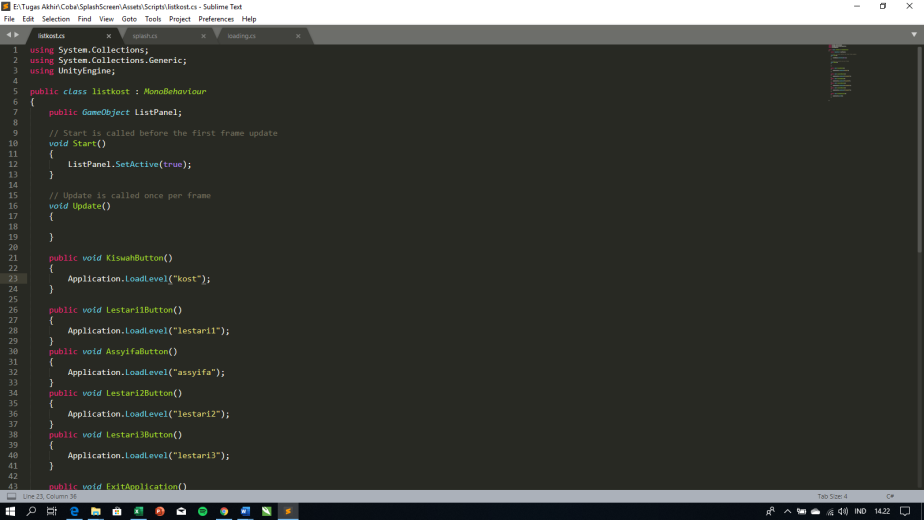 E:\Tugas Akhir\Coba\SplashScreen\Assets\Scripts\listkost.cs - Sublime Text
File Edit Selection Find View Goto Tools Project Preferences Help
listkost.cs × splash.cs × loading.cs ×
1 using System.Collections;
2 using System.Collections.Generic;
3 using UnityEngine;
4
5 public class listkost : MonoBehaviour
6 {
7 public GameObject ListPanel;
8
9 // Start is called before the first frame update
10 void Start()
11 {
12 ListPanel.SetActive(true);
13 }
14
15 // Update is called once per frame
16 void Update()
17 {
18
19 }
20
21 public void KiswahButton()
22 {
23 Application.LoadLevel("kost");
24 }
25
26 public void Lestari1Button()
27 {
28 Application.LoadLevel("lestari1");
29 }
30 public void AssyifaButton()
31 {
32 Application.LoadLevel("assyifa");
33 }
34 public void Lestari2Button()
35 {
36 Application.LoadLevel("lestari2");
37 }
38 public void Lestari3Button()
39 {
40 Application.LoadLevel("lestari3");
41 }
42
43 public void ExitApplication()
Line 23, Column 36 Tab Size: 4 C#
IND 14.22